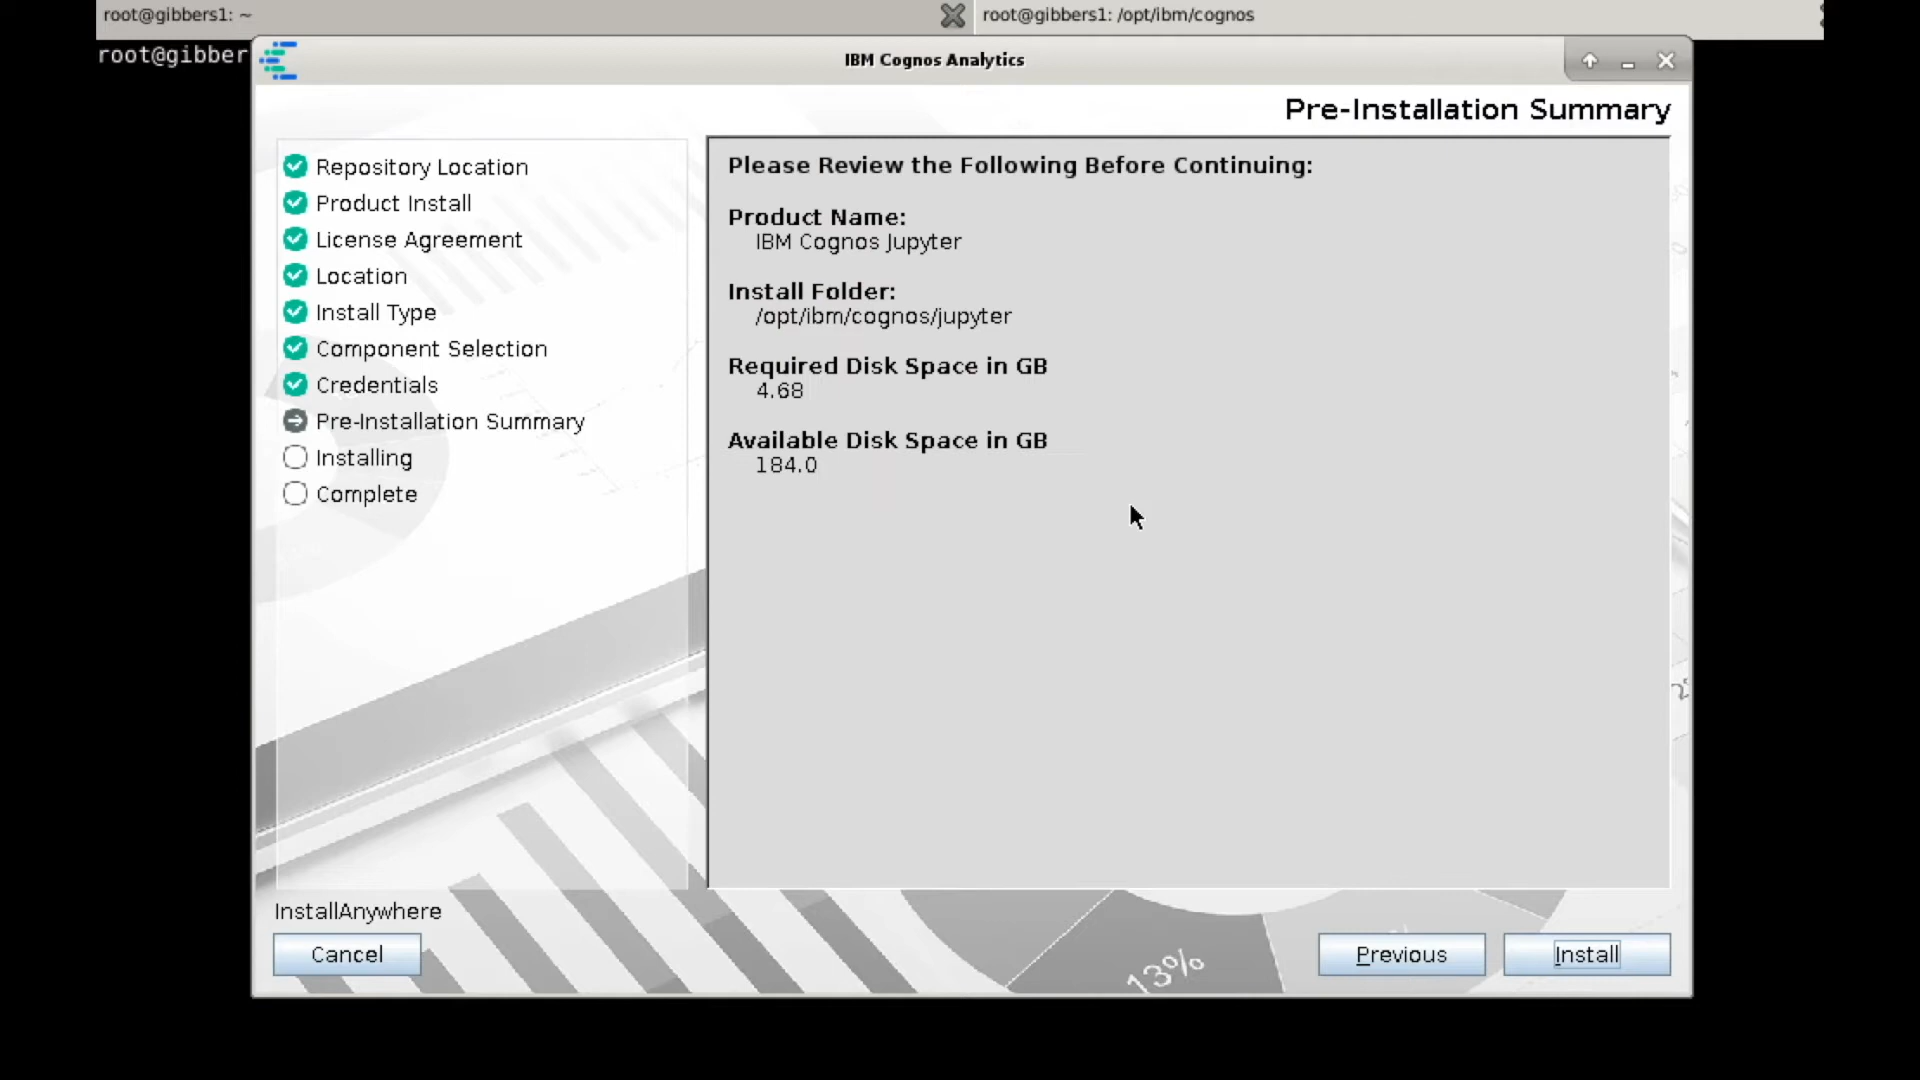 root@gibbers1: ~
root@gibbers1: /opt/ibm/cognos
root@gibber
IBM Cognos Analytics
Pre-Installation Summary
Repository Location
Product Install
License Agreement
Location
Install Type
Component Selection
Credentials
Pre-Installation Summary
Installing
Complete
Please Review the Following Before Continuing:
Product Name:
IBM Cognos Jupyter
Install Folder:
/opt/ibm/cognos/jupyter
Required Disk Space in GB
4.68
Available Disk Space in GB
184.0
InstallAnywhere
13%
Cancel
Previous
Install